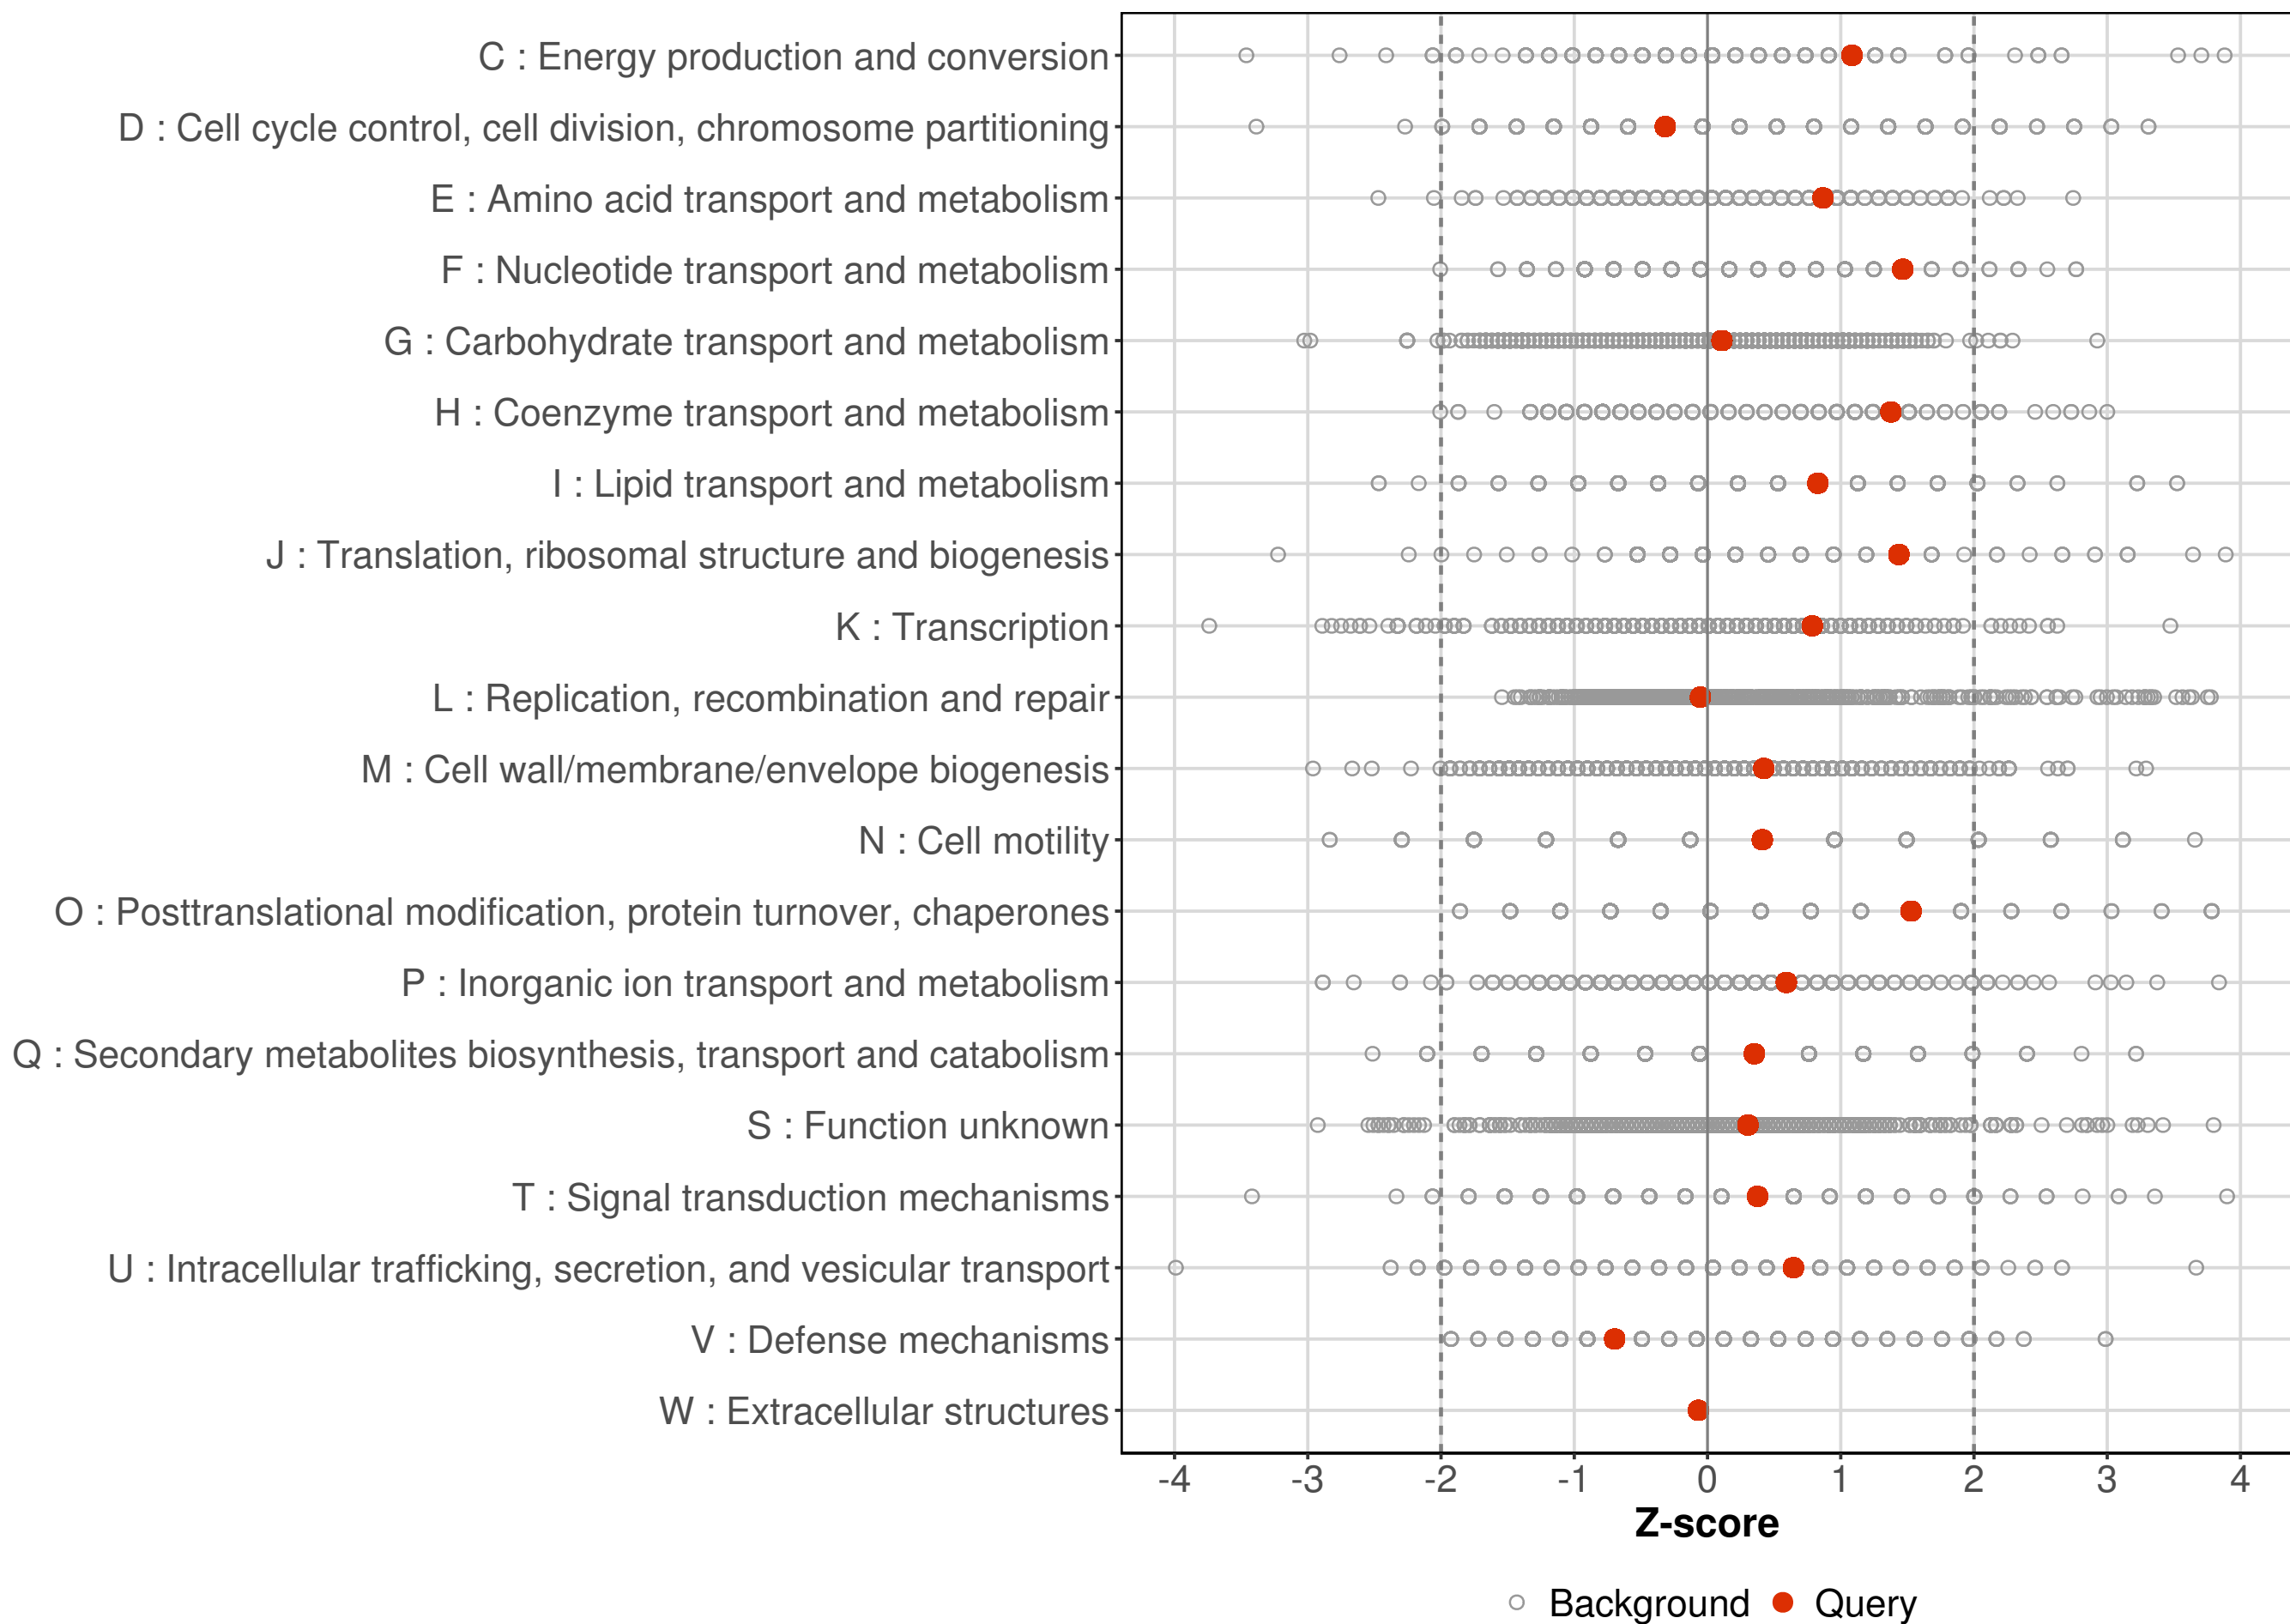 C : Energy production and conversion
D : Cell cycle control, cell division, chromosome partitioning
E : Amino acid transport and metabolism
F : Nucleotide transport and metabolism
G : Carbohydrate transport and metabolism
H : Coenzyme transport and metabolism
I : Lipid transport and metabolism
J : Translation, ribosomal structure and biogenesis
K : Transcription
L : Replication, recombination and repair
M : Cell wall/membrane/envelope biogenesis
N : Cell motility
O : Posttranslational modification, protein turnover, chaperones
P : Inorganic ion transport and metabolism
Q : Secondary metabolites biosynthesis, transport and catabolism
S : Function unknown
T : Signal transduction mechanisms
U : Intracellular trafficking, secretion, and vesicular transport
V : Defense mechanisms
W : Extracellular structures
-4 -3 -2 -1 0 1 2 3 4
Z-score
Background Query